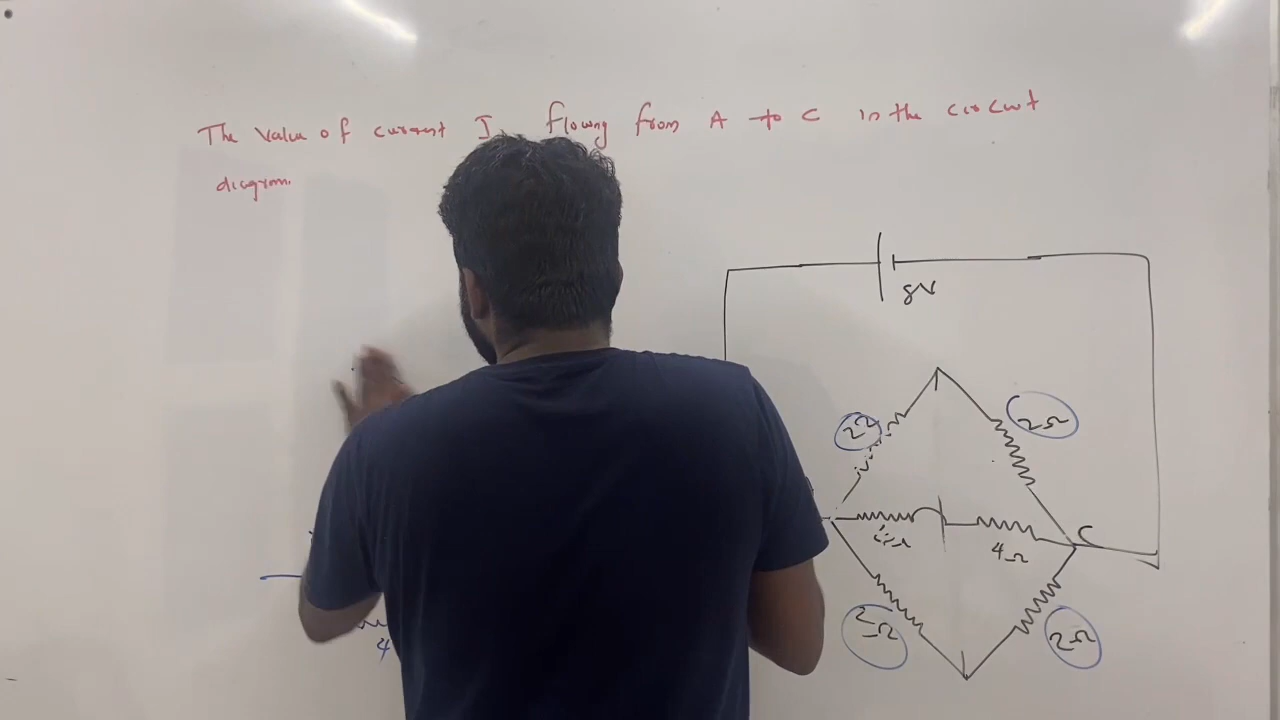 The value of current I flowing from A to C in the circuit
diagram.
8V
2Ω
2Ω
4Ω
C
2Ω
2Ω
4